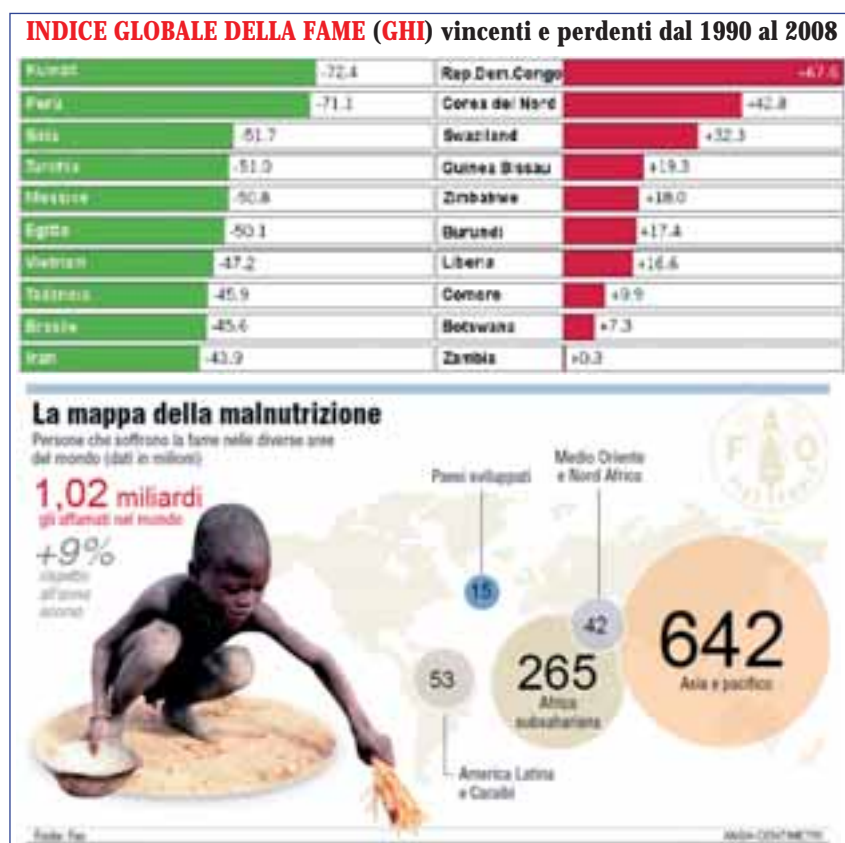 INDICE GLOBALE DELLA FAME (GHI) vincenti e perdenti dal 1990 al 2008
Kuwait -72.4 Rep.Dem.Congo +67.6
Perù -71.1 Corea del Nord +42.8
-51.7 Swaziland +32.3
Turchia -51.0 Guinea Bissau +19.3
Messico -50.8 Zimbabwe +18.0
Egitto -50.1 Burundi +17.4
Vietnam -47.2 Liberia +16.6
-45.9 Comore +9.9
Brasile -45.6 Botswana +7.3
Iran -43.9 Zambia +0.3
La mappa della malnutrizione
Persone che soffrono la fame nelle diverse aree
del mondo (dati in milioni)
1,02 miliardi
gli affamati nel mondo
+9%
rispetto
all'anno
scorso
Paesi sviluppati
15
Medio Oriente
e Nord Africa
42
FAO
53
America Latina
e Caraibi
265
Africa
subsahariana
642
Asia e pacifico
Fonte: Fao
ANSA-CENTIMETRI